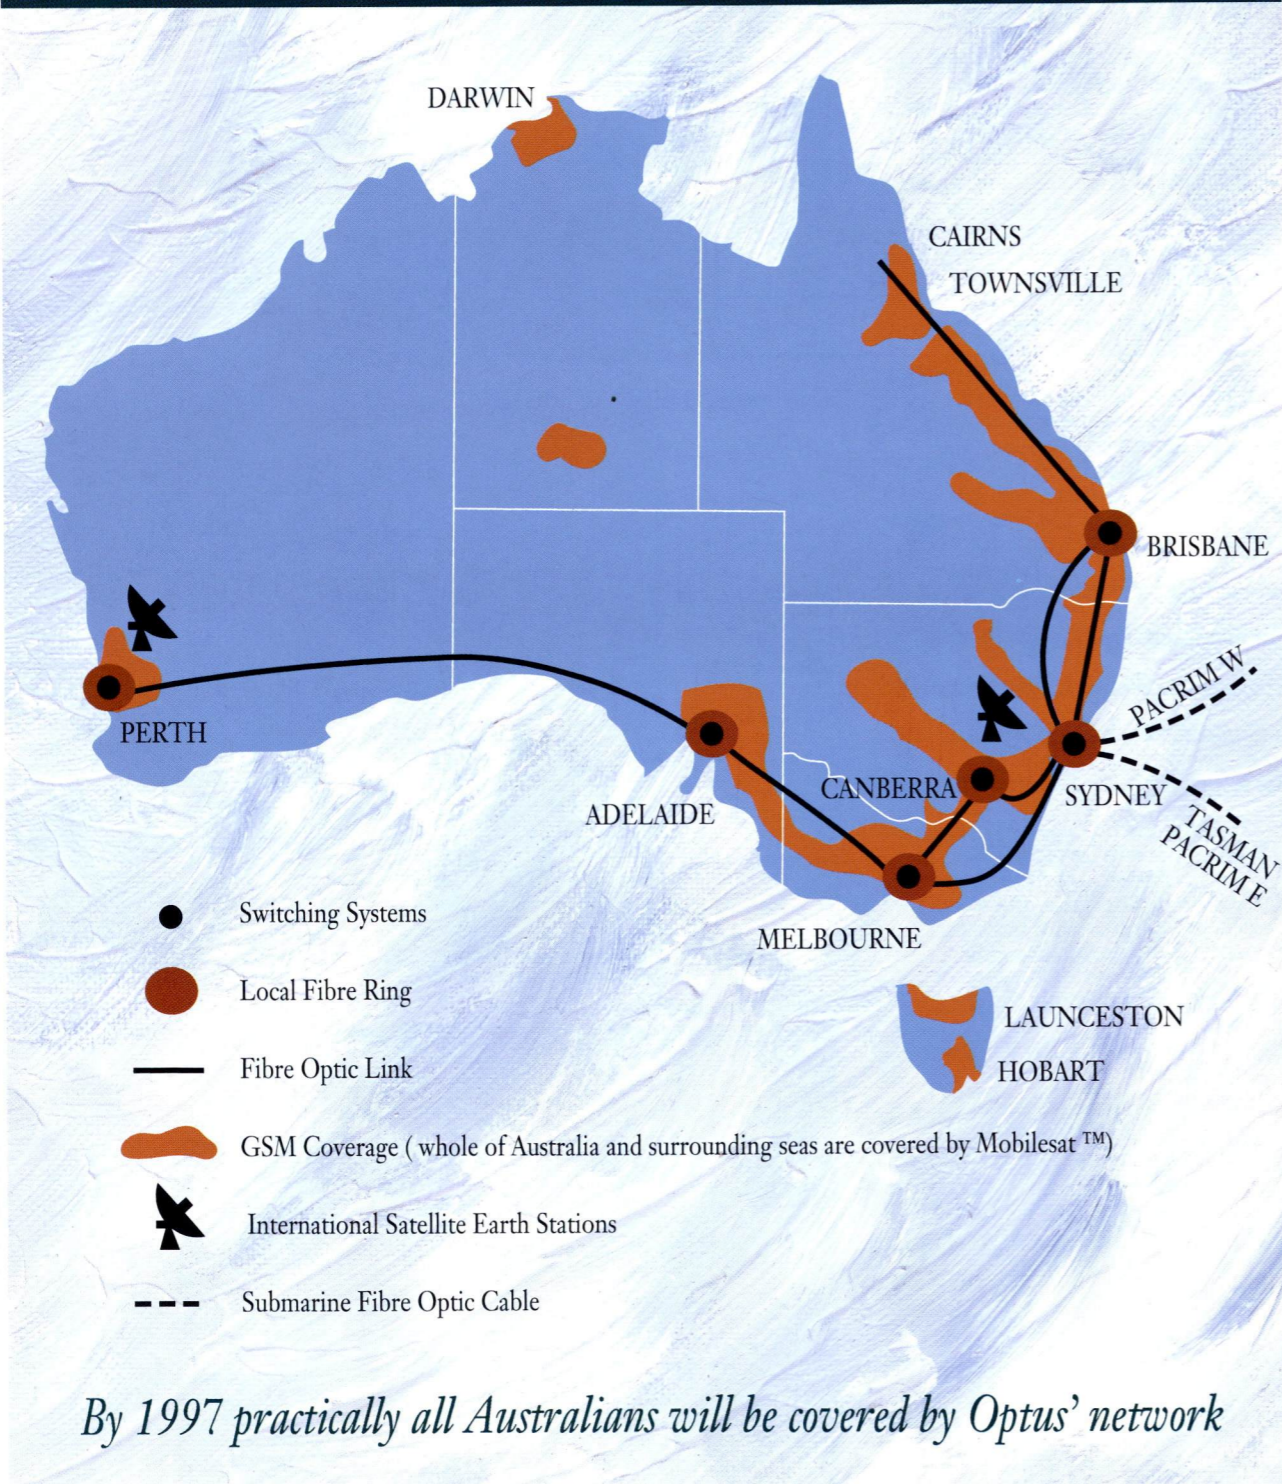 DARWIN
CAIRNS
TOWNSVILLE
BRISBANE
PACRIM W
PERTH
CANBERRA
SYDNEY
ADELAIDE
TASMAN
PACRIM E
MELBOURNE
Switching Systems
Local Fibre Ring
LAUNCESTON
Fibre Optic Link
HOBART
GSM Coverage ( whole of Australia and surrounding seas are covered by Mobilesat ™)
International Satellite Earth Stations
Submarine Fibre Optic Cable
By 1997 practically all Australians will be covered by Optus’ network